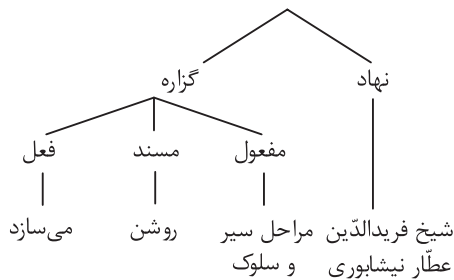 نهاد
گزاره
مفعول
مسند
فعل
شیخ فریدالدّین
عطّار نیشابوری
مراحل سیر
و سلوک
روشن
می‌سازد